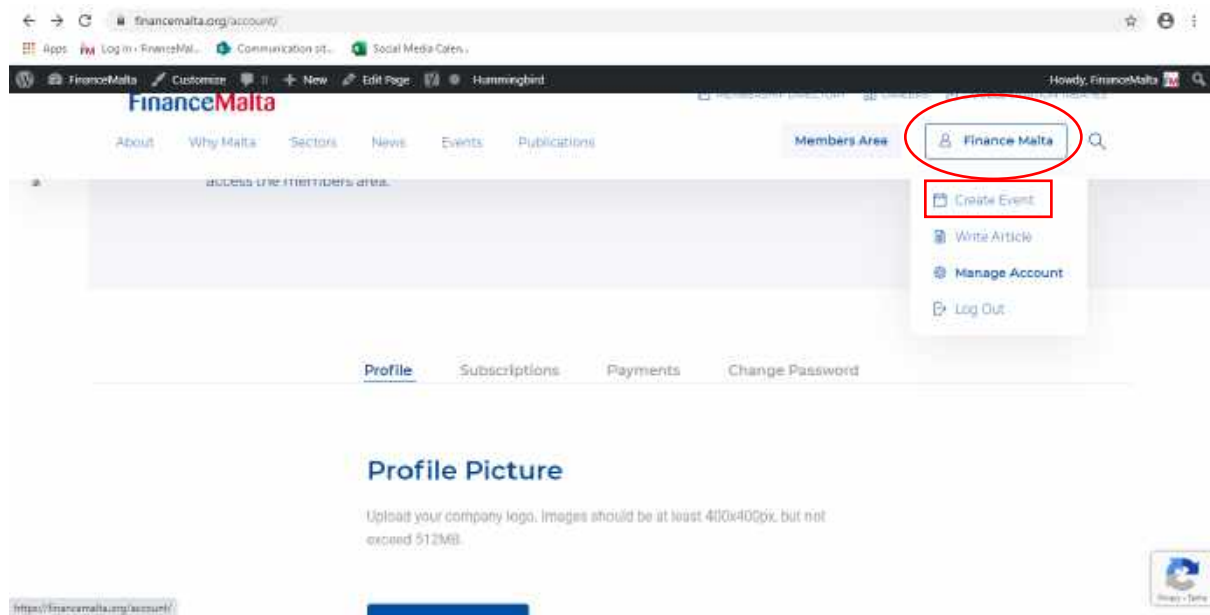 financemalta.org/account/
Apps Log in - FinanceMal... Communication sit... Social Media Calen...
FinanceMalta Customize 11 New Edit Page Hummingbird Howdy, FinanceMalta
FinanceMalta
About Why Malta Sectors News Events Publications Members Area Finance Malta
access the members area.
Create Event
Write Article
Manage Account
Log Out
Profile Subscriptions Payments Change Password
Profile Picture
Upload your company logo. Images should be at least 400x400px, but not
exceed 512MB.
Privacy - Terms
https://financemalta.org/account/